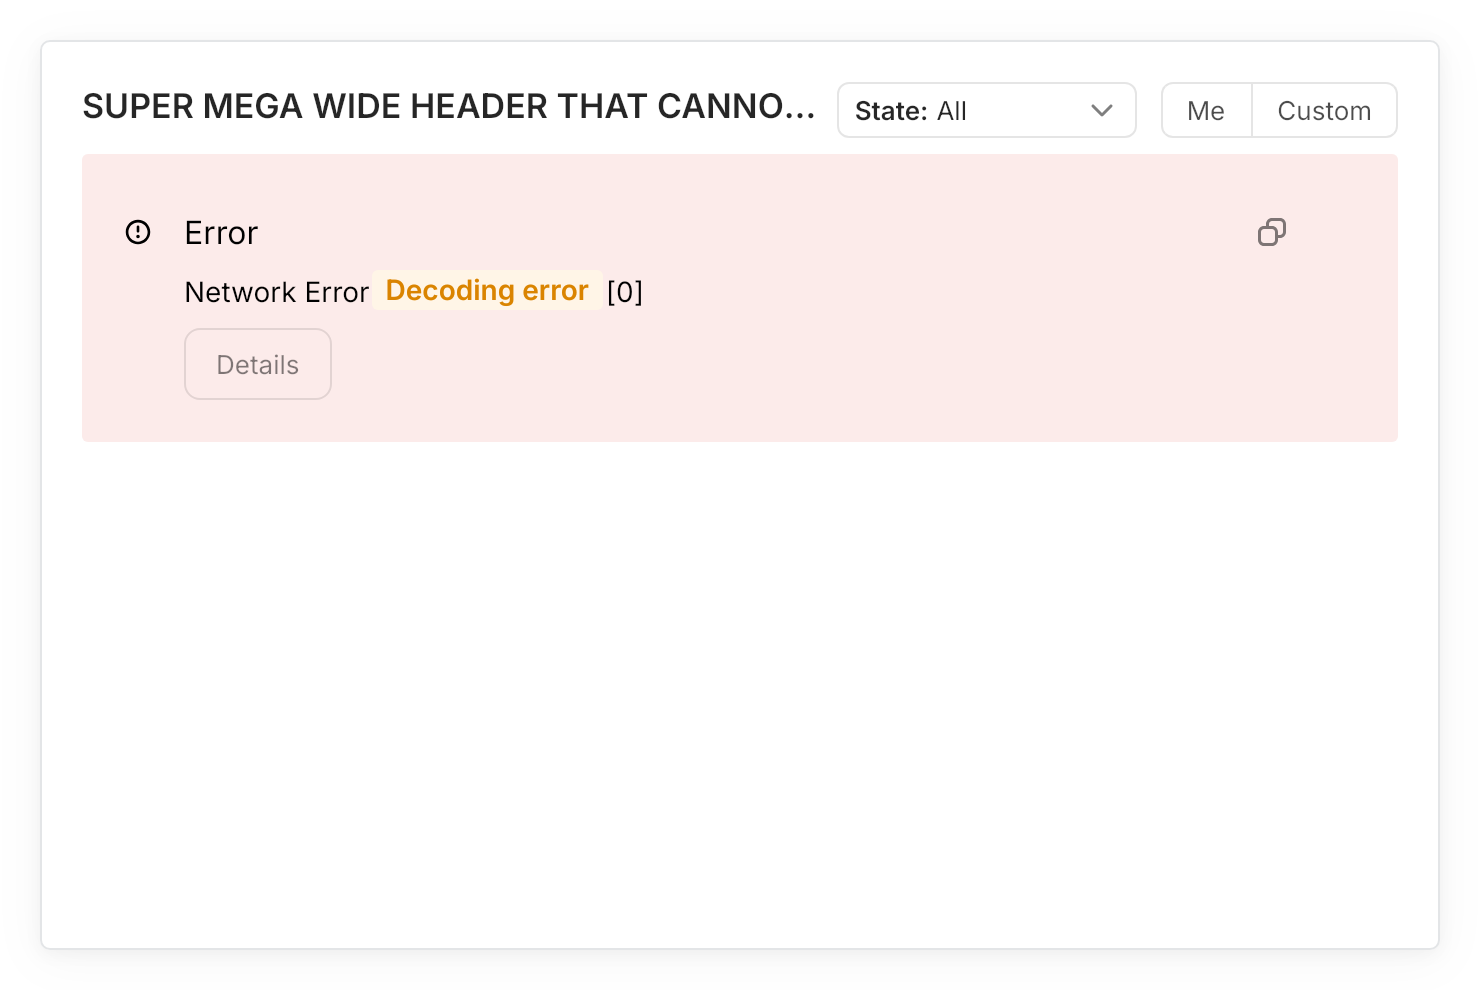 SUPER MEGA WIDE HEADER THAT CANNO...
State: All
Me
Custom
Error
Network Error Decoding error [0]
Details